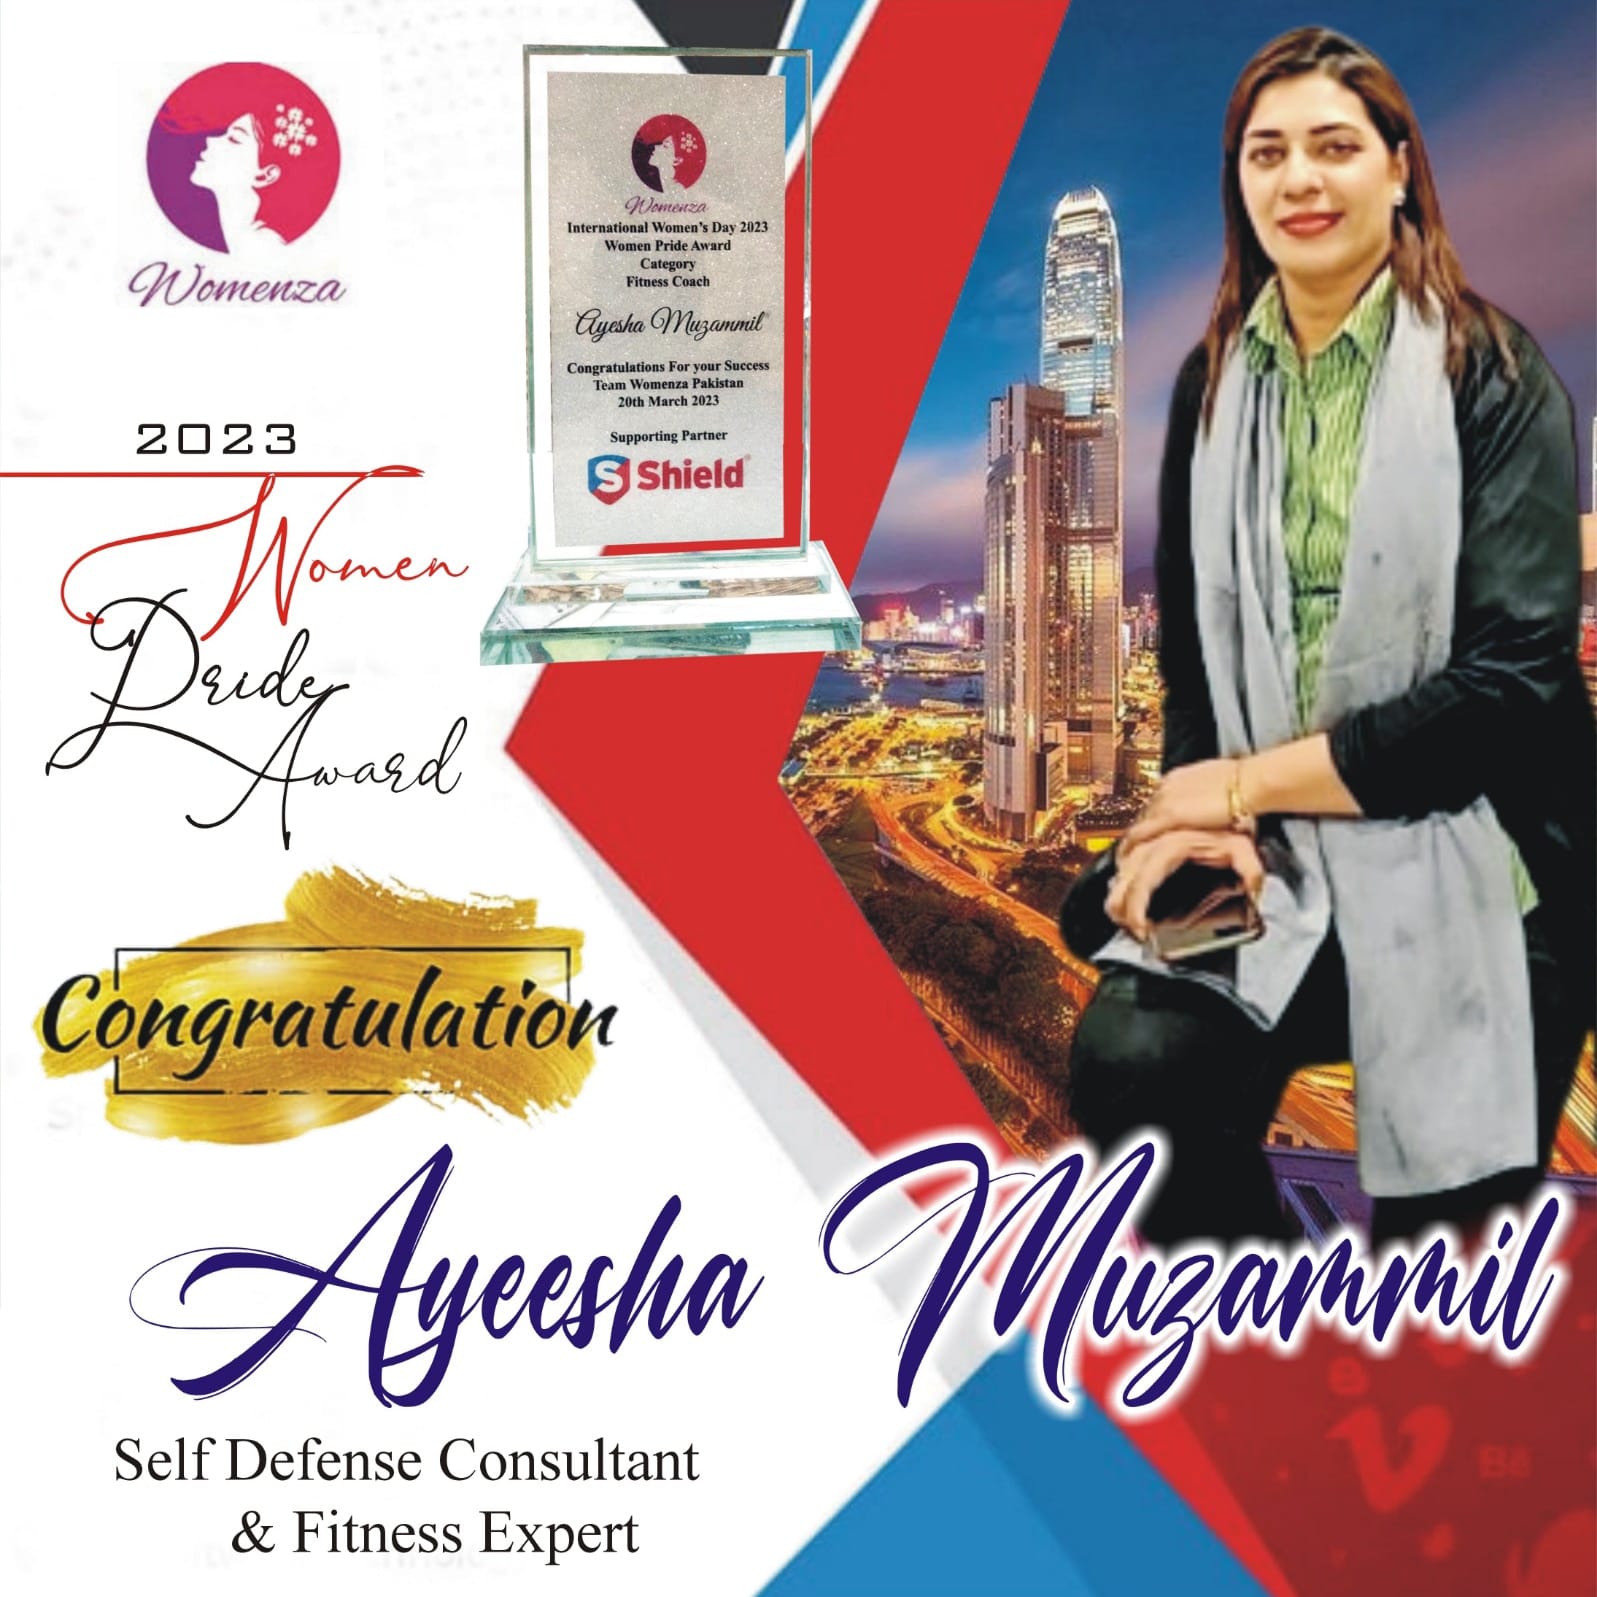 Womenza
2023
Women
Pride
Award
Womenza
International Women's Day 2023
Women Pride Award
Category
Fitness Coach
Ayesha Muzammil
Congratulations For your Success
Team Womenza Pakistan
20th March 2023
Supporting Partner
S Shield®
Congratulation
Ayeesha Muzammil
Self Defense Consultant
& Fitness Expert
Bē